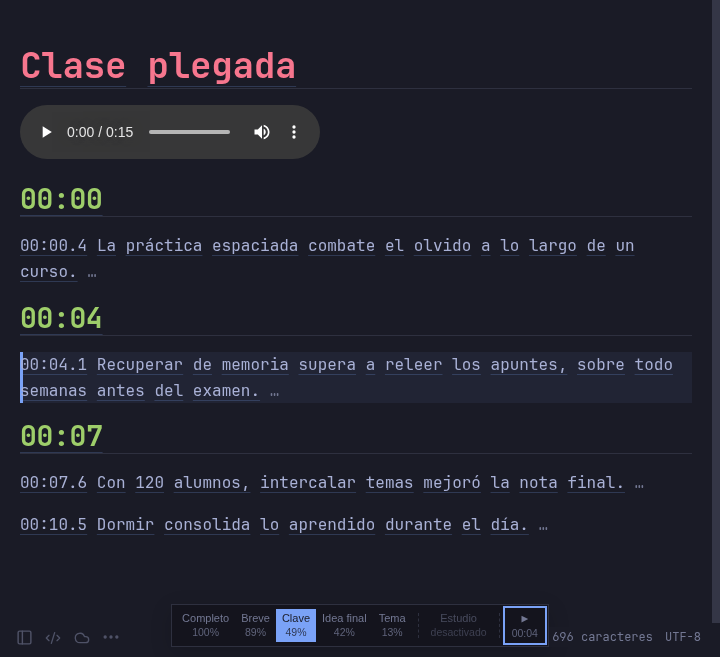 Clase plegada
0:00 / 0:15
00:00
00:00.4 La práctica espaciada combate el olvido a lo largo de un
curso. …
00:04
00:04.1 Recuperar de memoria supera a releer los apuntes, sobre todo
semanas antes del examen. …
00:07
00:07.6 Con 120 alumnos, intercalar temas mejoró la nota final. …
00:10.5 Dormir consolida lo aprendido durante el día. …
Completo Breve Clave Idea final Tema Estudio
100% 89% 49% 42% 13% desactivado 00:04
696 caracteres UTF-8